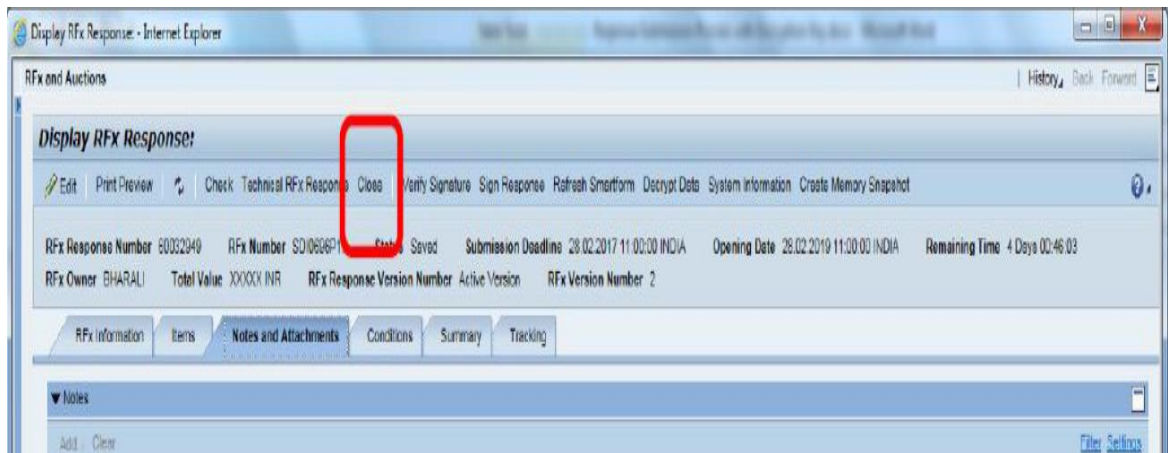 Display RFx Response: - Internet Explorer
RFx and Auctions History Back Forward
Display RFx Response:
Edit Print Preview Check Technical RFx Response Close Verify Signature Sign Response Refresh Smartform Decrypt Data System Information Create Memory Snapshot
RFx Response Number 60032949 RFx Number Status Saved Submission Deadline 28.02.2017 11:00:00 INDIA Opening Date 28.02.2019 11:00:00 INDIA Remaining Time 4 Days 00:46:03
RFx Owner BHARALI Total Value XXXXX INR RFx Response Version Number Active Version RFx Version Number 2
RFx Information Items Notes and Attachments Conditions Summary Tracking
Notes
Add Clear Filter Settings